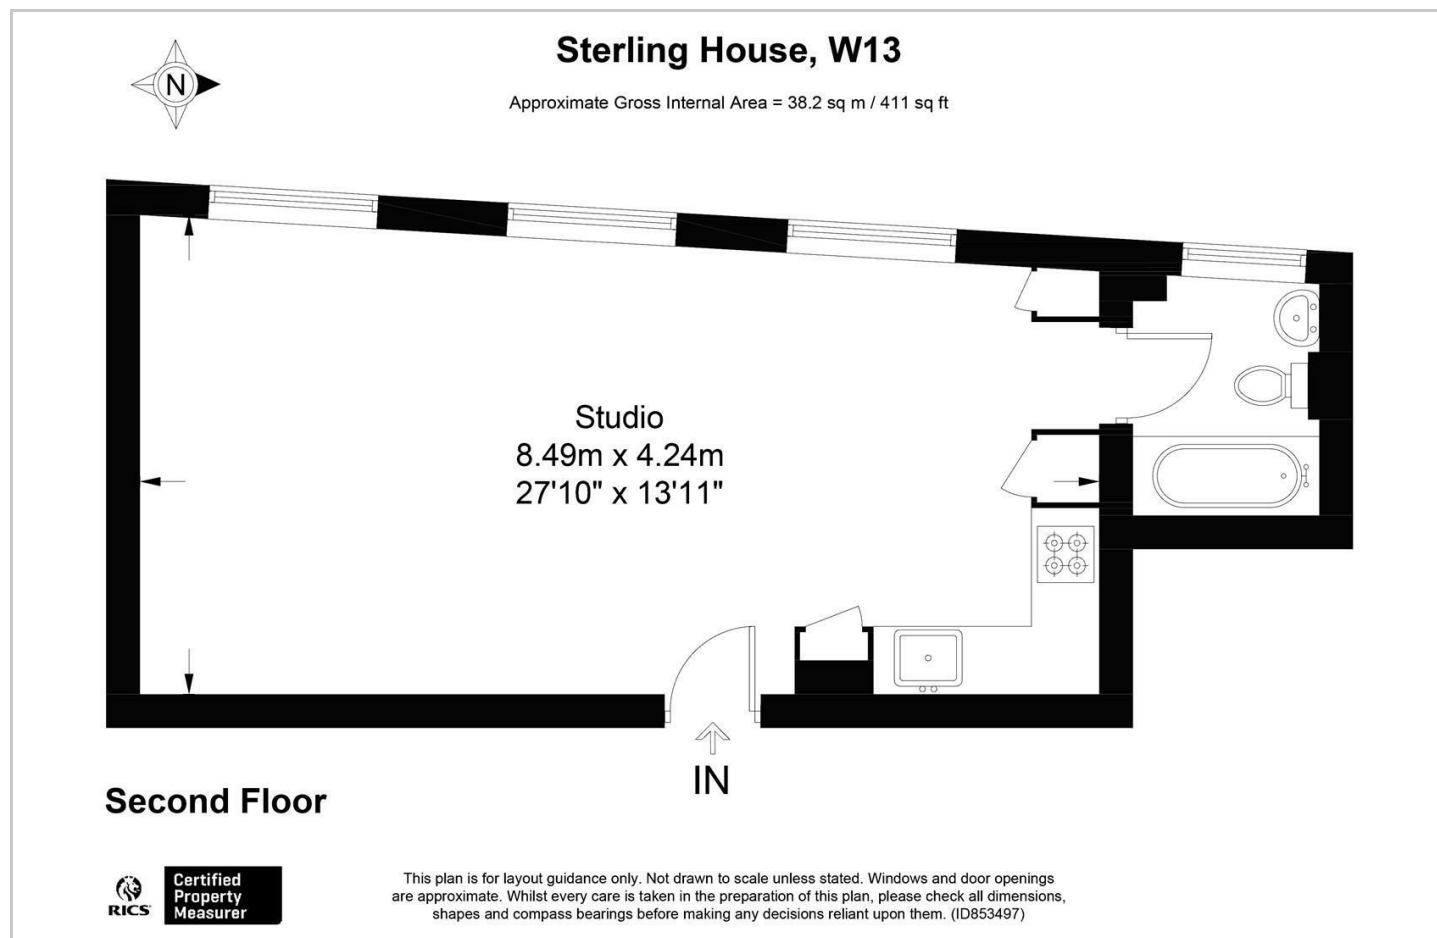 Sterling House, W13
N
Approximate Gross Internal Area = 38.2 sq m / 411 sq ft
Studio
8.49m x 4.24m
27'10" x 13'11"
IN
Second Floor
RICS
Certified
Property
Measurer
This plan is for layout guidance only. Not drawn to scale unless stated. Windows and door openings
are approximate. Whilst every care is taken in the preparation of this plan, please check all dimensions,
shapes and compass bearings before making any decisions reliant upon them. (ID853497)